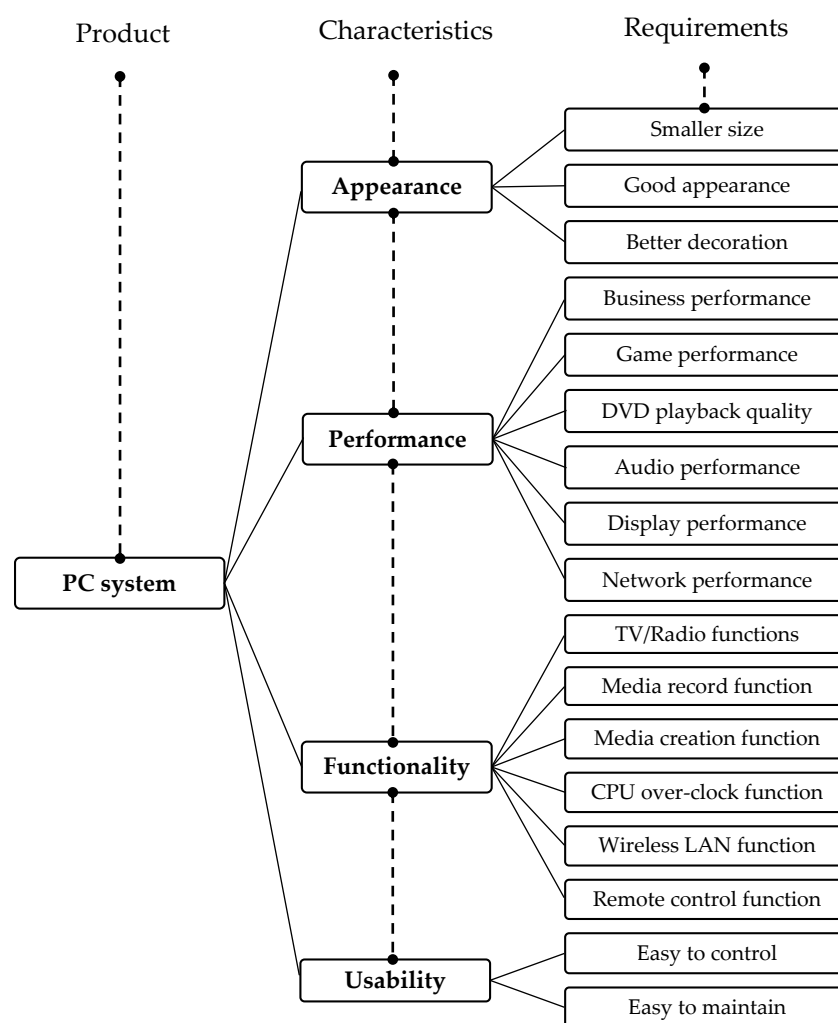 Product
Characteristics
Requirements
Smaller size
Appearance
Good appearance
Better decoration
Business performance
Game performance
DVD playback quality
Performance
Audio performance
Display performance
Network performance
PC system
TV/Radio functions
Media record function
Media creation function
Functionality
CPU over-clock function
Wireless LAN function
Remote control function
Easy to control
Usability
Easy to maintain